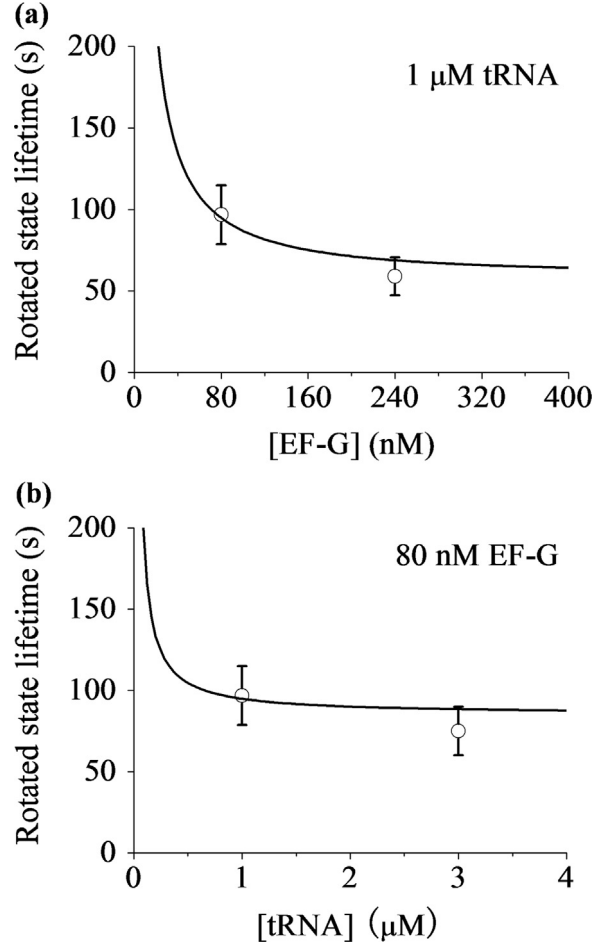 (a)
200
150
100
50
0
Rotated state lifetime (s)
1 μM tRNA
0 80 160 240 320 400
[EF-G] (nM)
(b)
200
150
100
50
0
Rotated state lifetime (s)
80 nM EF-G
0 1 2 3 4
[tRNA] (μM)